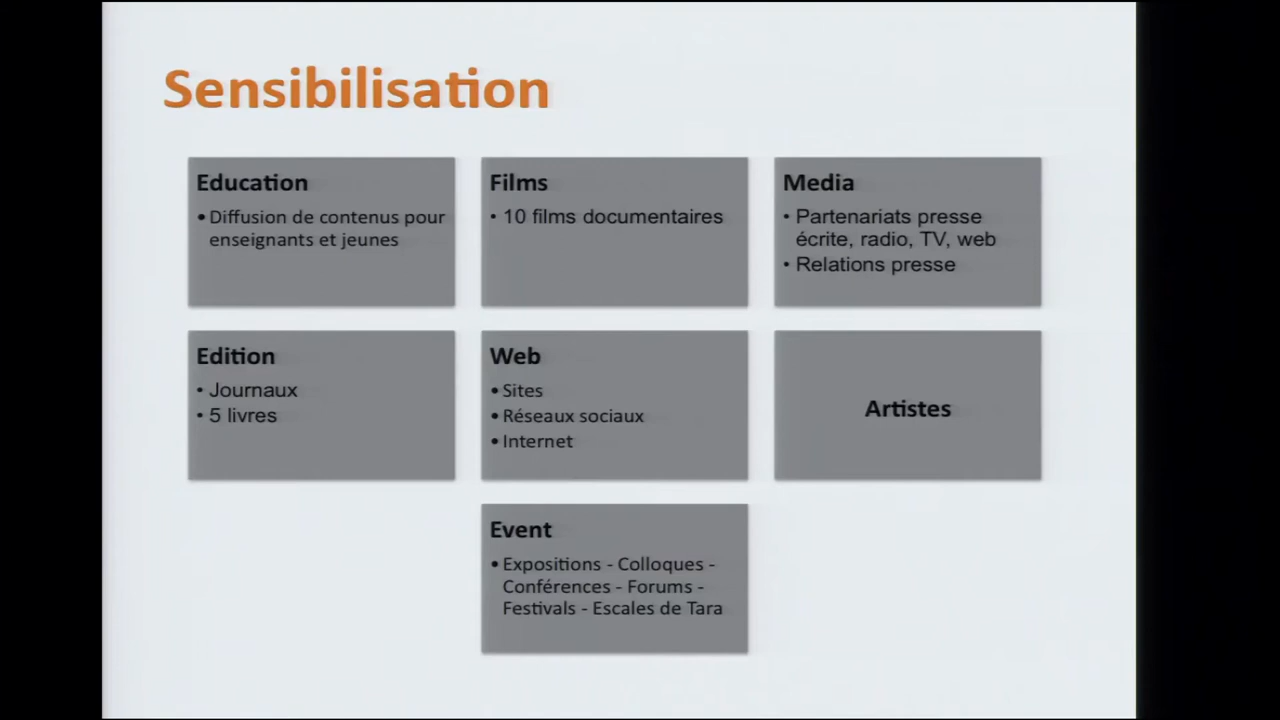 Sensibilisation
Education
• Diffusion de contenus pour
enseignants et jeunes
Films
• 10 films documentaires
Media
• Partenariats presse
écrite, radio, TV, web
• Relations presse
Edition
• Journaux
• 5 livres
Web
• Sites
• Réseaux sociaux
• Internet
Artistes
Event
• Expositions - Colloques -
Conférences - Forums -
Festivals - Escales de Tara